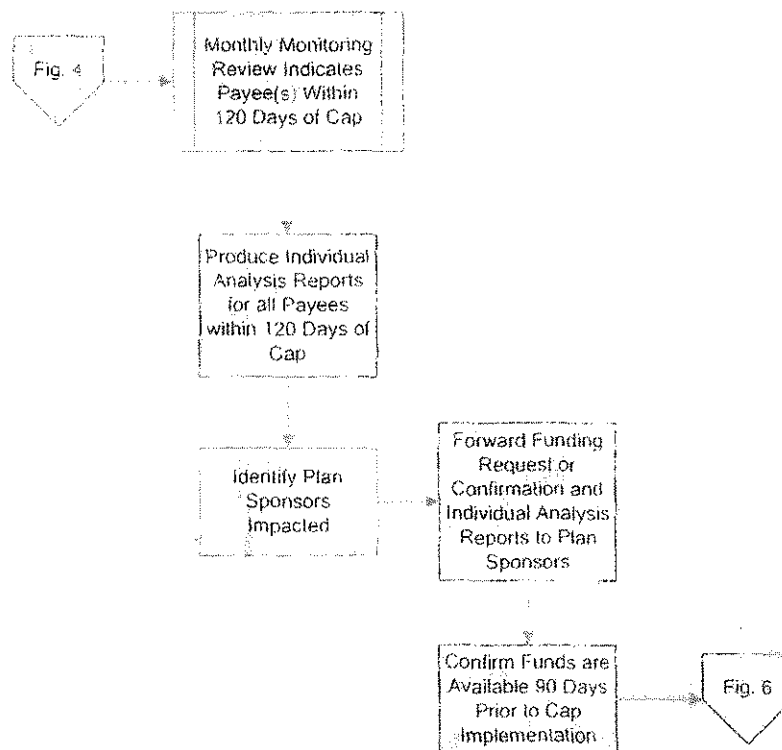 Fig. 4
Monthly Monitoring
Review Indicates
Payee(s) Within
120 Days of Cap
Produce Individual
Analysis Reports
for all Payees
within 120 Days of
Cap
Identify Plan
Sponsors
Impacted
Forward Funding
Request or
Confirmation and
Individual Analysis
Reports to Plan
Sponsors
Confirm Funds are
Available 90 Days
Prior to Cap
Implementation
Fig. 6